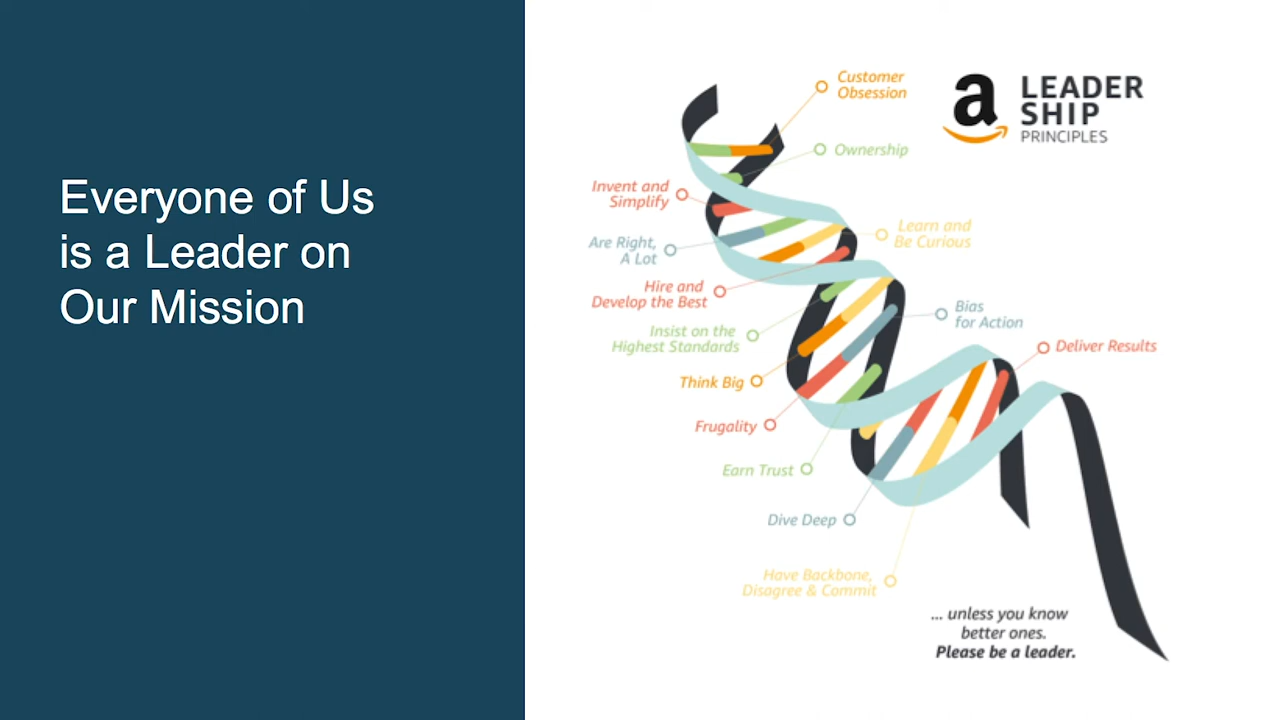 Everyone of Us
is a Leader on
Our Mission
a
LEADER
SHIP
PRINCIPLES
Customer
Obsession
Ownership
Invent and
Simplify
Are Right,
A Lot
Learn and
Be Curious
Hire and
Develop the Best
Insist on the
Highest Standards
Think Big
Bias
for Action
Frugality
Earn Trust
Dive Deep
Have Backbone,
Disagree & Commit
Deliver Results
... unless you know
better ones.
Please be a leader.